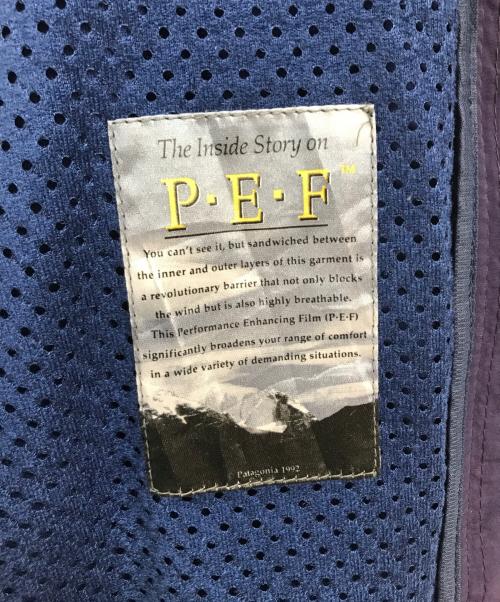 The Inside Story on
P·E·F™
You can't see it, but sandwiched between
the inner and outer layers of this garment is
a revolutionary barrier that not only blocks
the wind but is also highly breathable.
This Performance Enhancing Film (P·E·F)
significantly broadens your range of comfort
in a wide variety of demanding situations.
Patagonia 1992